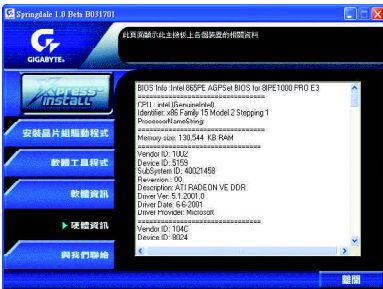 Springdale 1.0 Beta B031701
GIGABYTE
此頁面顯示此主機板上各個裝置的相關資料
Xpress
INSTALL
安裝晶片組驅動程式
軟體工具程式
軟體資訊
硬體資訊
與我們聯絡
BIOS Info :Intel 865PE AGPSet BIOS for 8IPE1000 PRO E3
==============================
CPU : intel (GenuineIntel)
Identifier: x86 Family 15 Model 2 Stepping 1
ProcessorNameString:
==============================
Memory size: 130,544 KB RAM
==============================
Vendor ID: 1002
Device ID: 5159
SubSystem ID: 40021458
Reversion : 00
Description: ATI RADEON VE DDR
Driver Ver: 5.1.2001.0
Driver Date: 6-6-2001
Driver Provider: Microsoft
==============================
Vendor ID: 104C
Device ID: 8024
離開